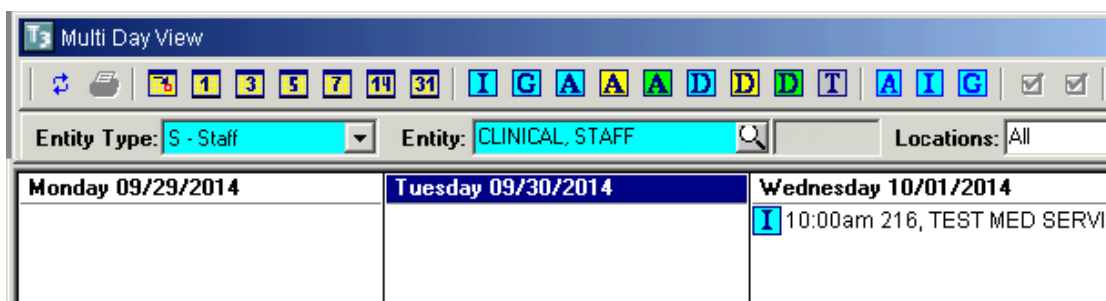 T3 Multi Day View
1 3 5 7 14 31 I G A A A D D D T A I G
Entity Type: S - Staff Entity: CLINICAL, STAFF Locations: All
Monday 09/29/2014 Tuesday 09/30/2014 Wednesday 10/01/2014
I 10:00am 216, TEST MED SERVI